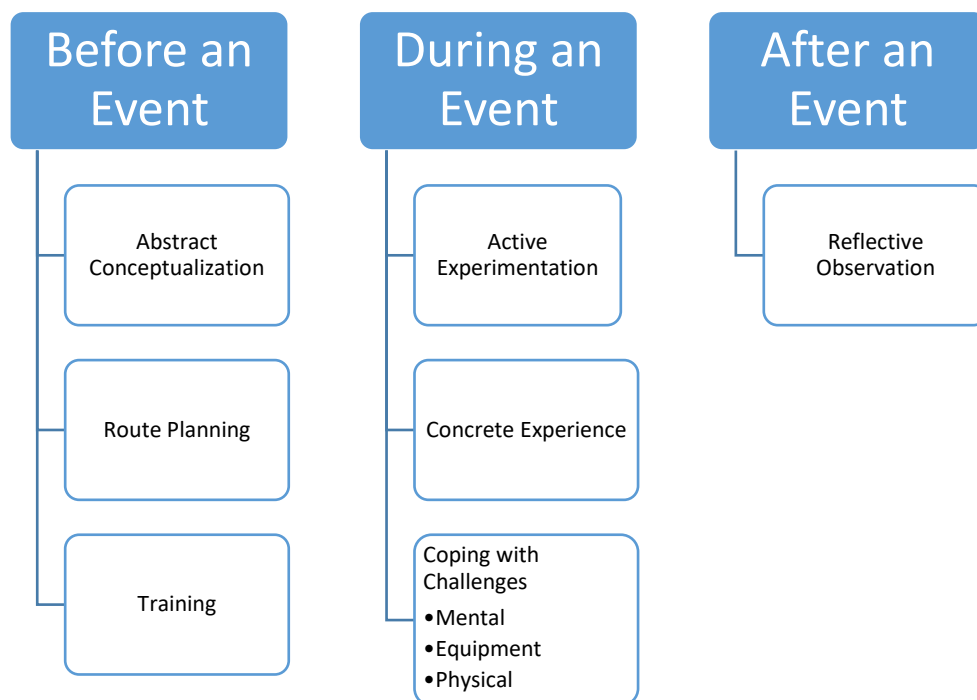 Before an
Event
Abstract
Conceptualization
Route Planning
Training
During an
Event
Active
Experimentation
Concrete Experience
Coping with
Challenges
•Mental
•Equipment
•Physical
After an
Event
Reflective
Observation